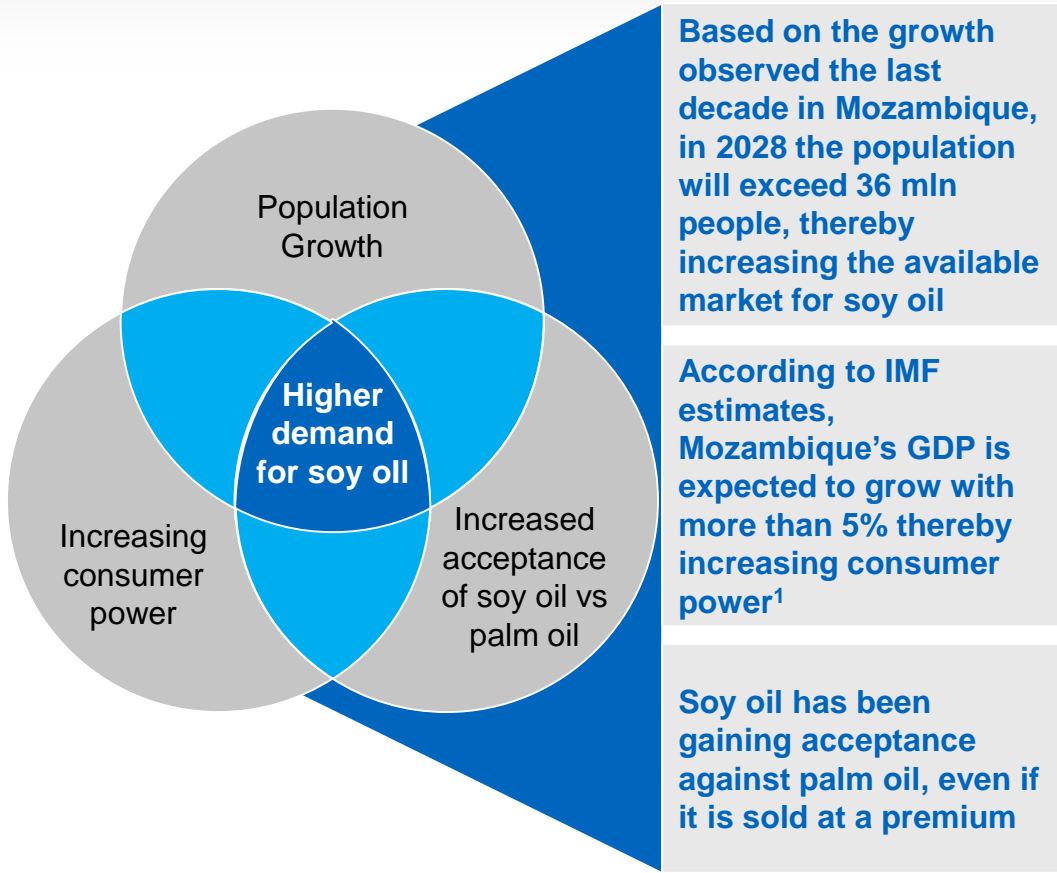 Population
Growth
Higher
demand
for soy oll
Increasing
consumer
power
Increased
acceptance
of soy oil vs
palm oil
Based on the growth
observed the last
decade in Mozambique,
in 2028 the population
will exceed 36 mln
people, thereby
increasing the available
market for soy oil
According to IMF
estimates,
Mozambique’s GDP is
expected to grow with
more than 5% thereby
increasing consumer
power¹
Soy oil has been
gaining acceptance
against palm oil, even if
it is sold at a premium